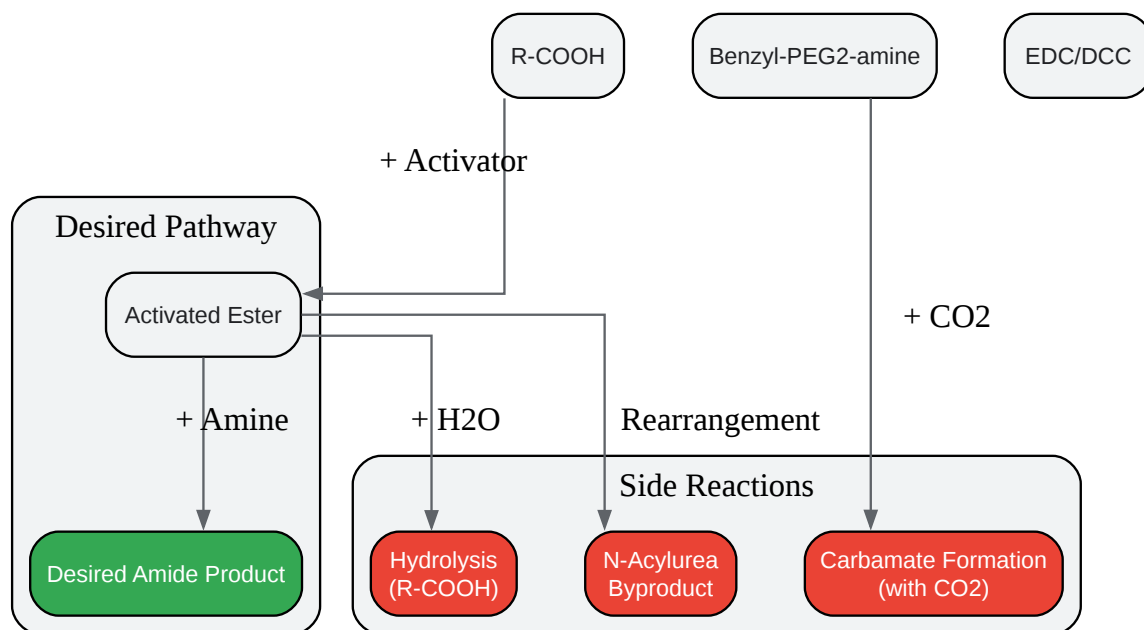 R-COOH
Benzyl-PEG2-amine
EDC/DCC
+ Activator
Desired Pathway
Activated Ester
+ CO2
+ Amine
+ H2O
Rearrangement
Side Reactions
Desired Amide Product
Hydrolysis
(R-COOH)
N-Acylurea
Byproduct
Carbamate Formation
(with CO2)